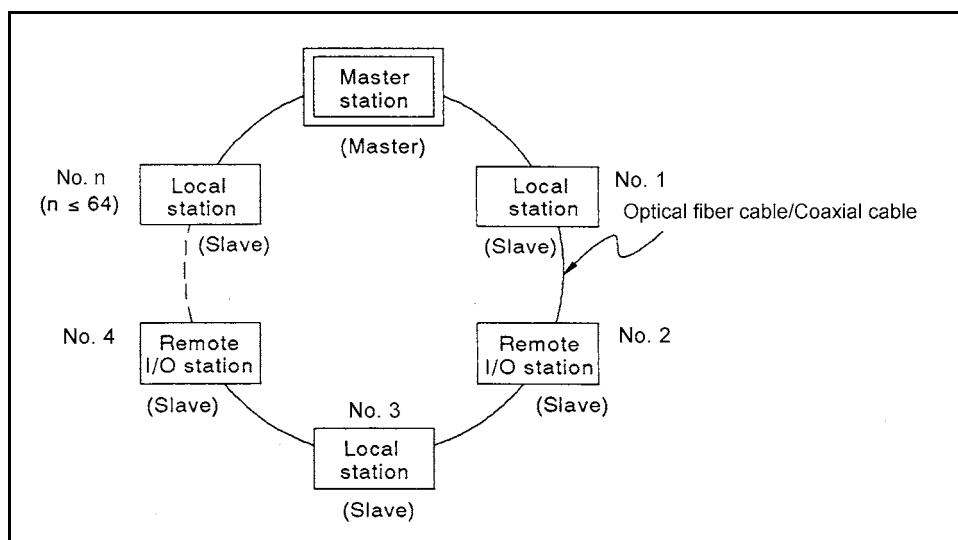 Master
station
(Master)
No. n
(n ≤ 64)
Local
station
(Slave)
Local
station
No. 1
(Slave)
Optical fiber cable/Coaxial cable
No. 4
Remote
I/O station
(Slave)
Remote
I/O station
No. 2
(Slave)
No. 3
Local
station
(Slave)